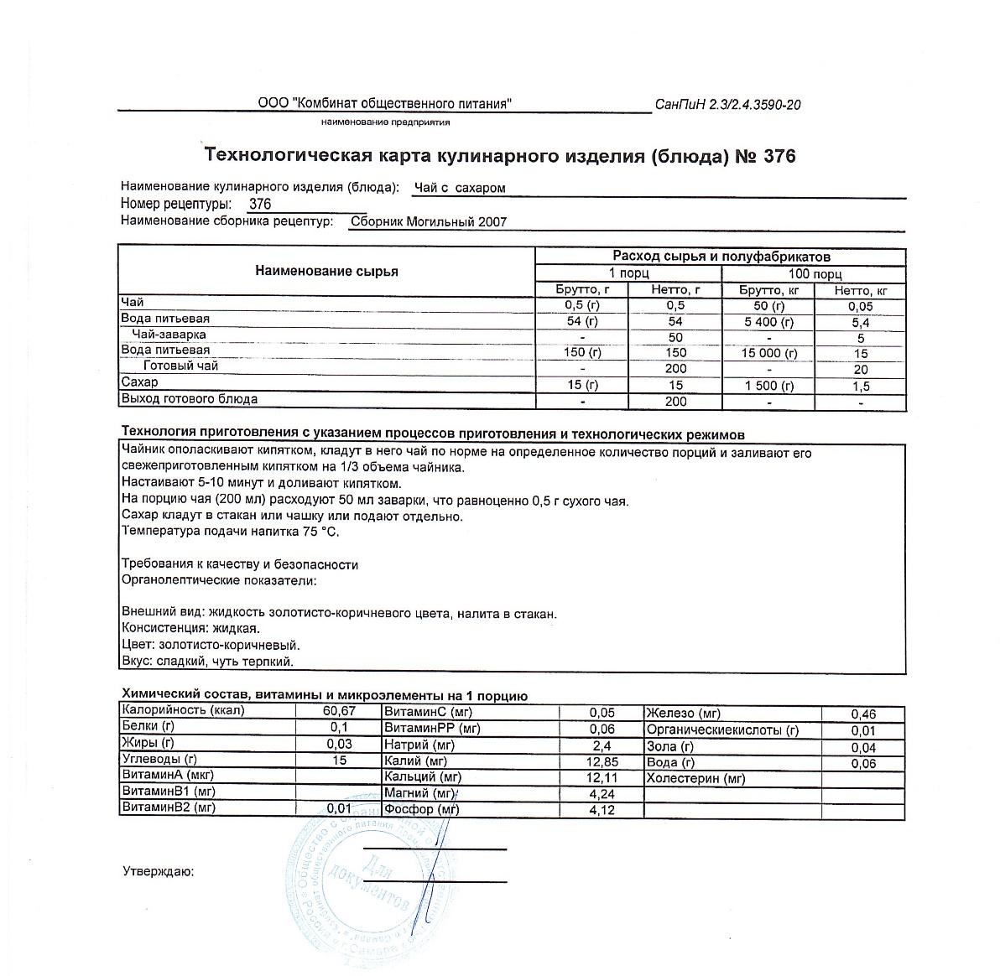 ООО "Комбинат общественного питания" СанПиН 2.3/2.4.3590-20
наименование предприятия
Технологическая карта кулинарного изделия (блюда) № 376
Наименование кулинарного изделия (блюда): Чай с сахаром
Номер рецептуры: 376
Наименование сборника рецептур: Сборник Могильный 2007
Наименование сырья Расход сырья и полуфабрикатов
1 порц 100 порц
Брутто, г Нетто, г Брутто, кг Нетто, кг
Чай 0,5 (г) 0,5 50 (г) 0,05
Вода питьевая 54 (г) 54 5 400 (г) 5,4
Чай-заварка - 50 - 5
Вода питьевая 150 (г) 150 15 000 (г) 15
Готовый чай - 200 - 20
Сахар 15 (г) 15 1 500 (г) 1,5
Выход готового блюда - 200 - -
Технология приготовления с указанием процессов приготовления и технологических режимов
Чайник ополаскивают кипятком, кладут в него чай по норме на определенное количество порций и заливают его
свежеприготовленным кипятком на 1/3 объема чайника.
Настаивают 5-10 минут и доливают кипятком.
На порцию чая (200 мл) расходуют 50 мл заварки, что равноценно 0,5 г сухого чая.
Сахар кладут в стакан или чашку или подают отдельно.
Температура подачи напитка 75 °С.
Требования к качеству и безопасности
Органолептические показатели:
Внешний вид: жидкость золотисто-коричневого цвета, налита в стакан.
Консистенция: жидкая.
Цвет: золотисто-коричневый.
Вкус: сладкий, чуть терпкий.
Химический состав, витамины и микроэлементы на 1 порцию
Калорийность (ккал) 60,67 ВитаминС (мг) 0,05 Железо (мг) 0,46
Белки (г) 0,1 ВитаминРР (мг) 0,06 Органическиекислоты (г) 0,01
Жиры (г) 0,03 Натрий (мг) 2,4 Зола (г) 0,04
Углеводы (г) 15 Калий (мг) 12,85 Вода (г) 0,06
ВитаминА (мкг) Кальций (мг) 12,11 Холестерин (мг)
ВитаминВ1 (мг) Магний (мг) 4,24
ВитаминВ2 (мг) 0,01 Фосфор (мг) 4,12
Утверждаю:
Для
документов